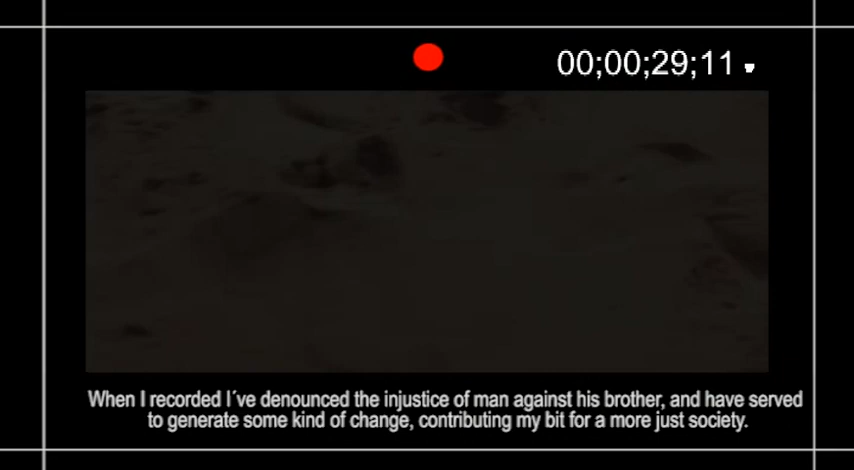 00;00;29;11
When I recorded I´ve denounced the injustice of man against his brother, and have served
to generate some kind of change, contributing my bit for a more just society.